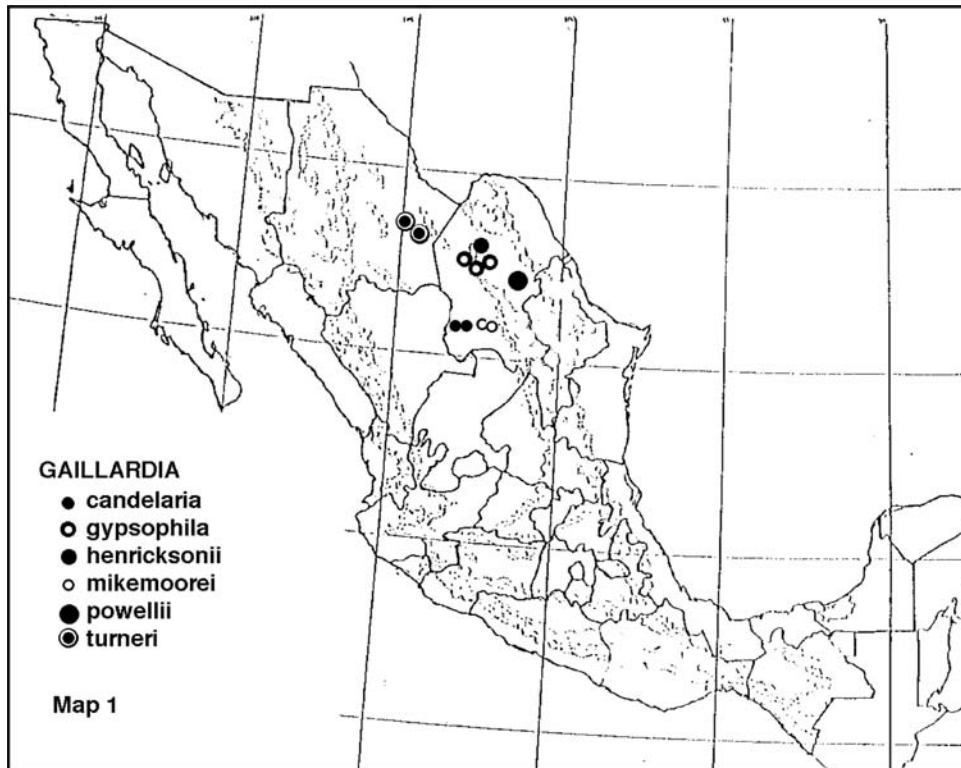 GAILLARDIA
candelaria
gypsophila
henricksonii
mikemoorei
powellii
turneri
Map 1